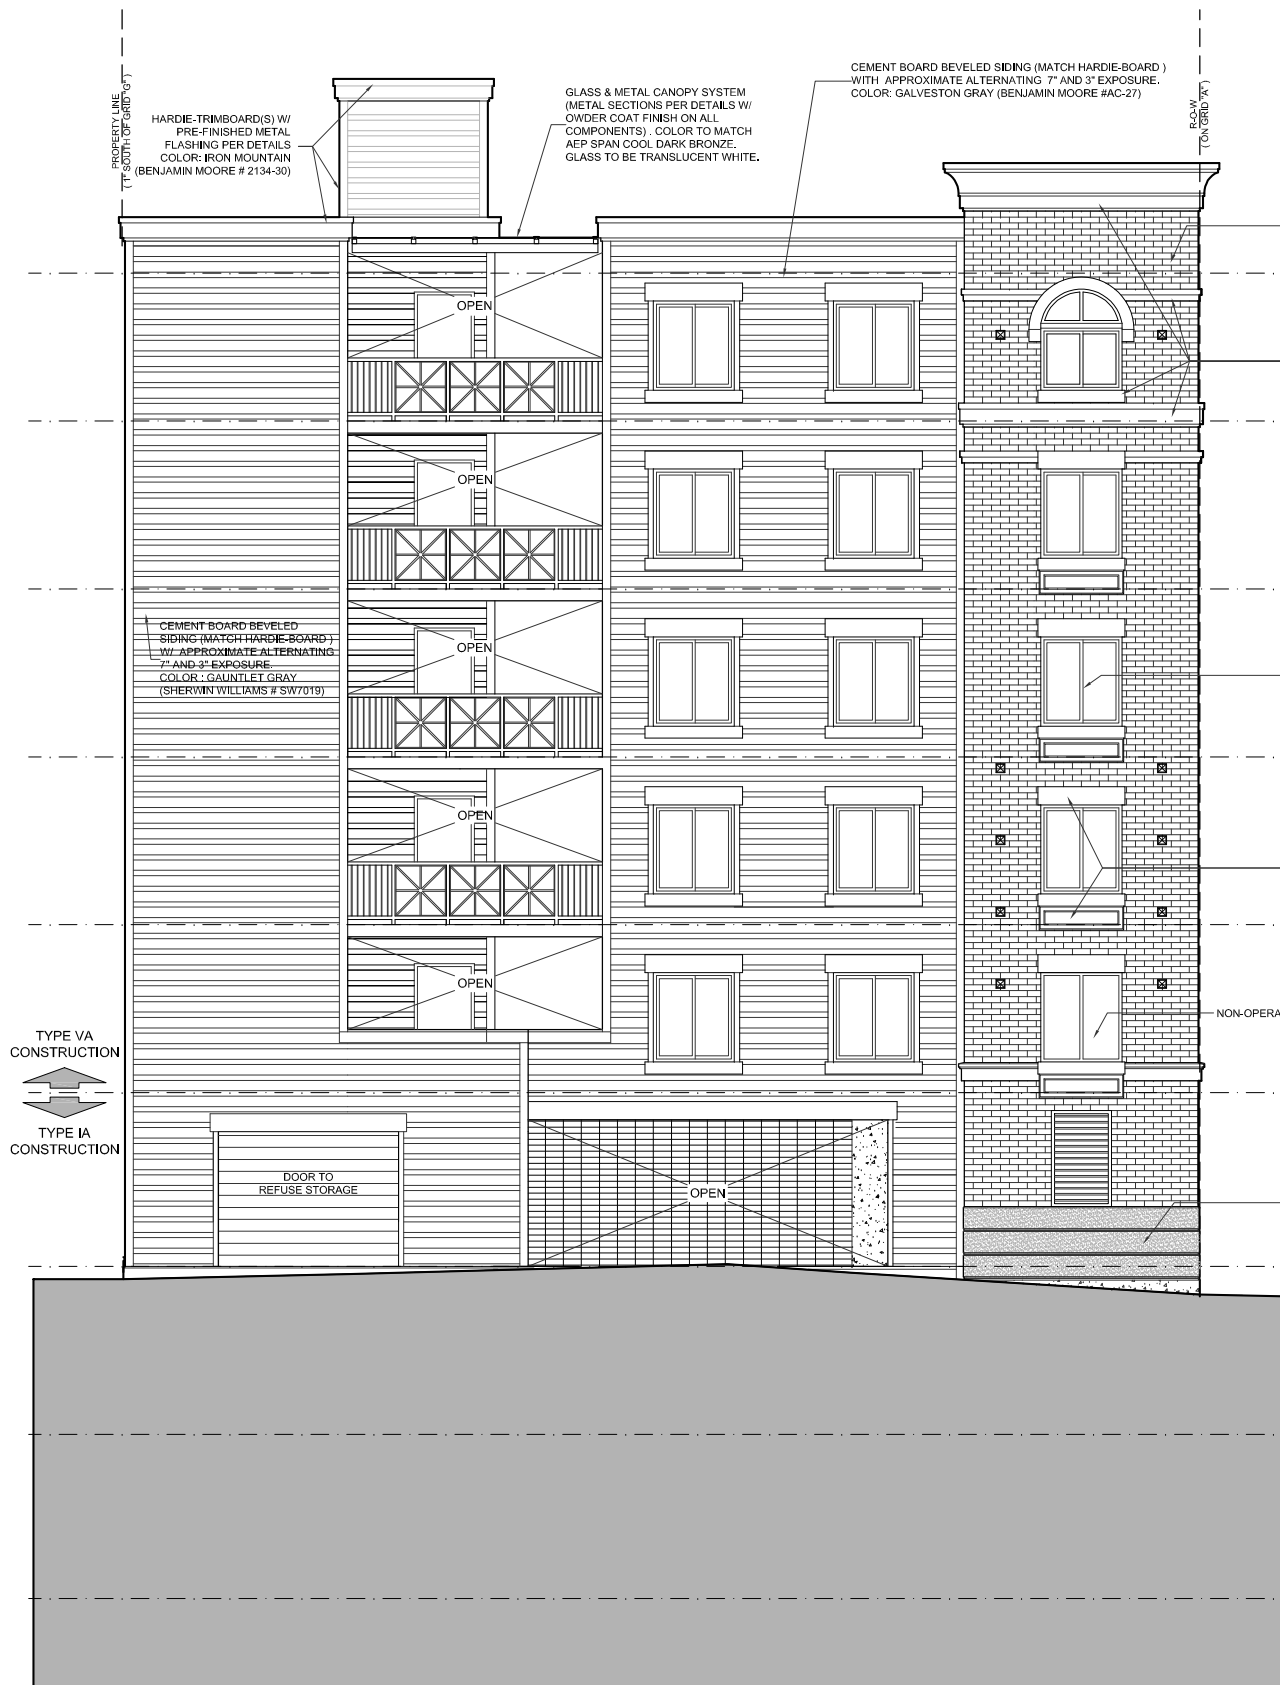 PROPERTY LINE
( 1" SOUTH OF GRID "G" )
HARDIE-TRIMBOARD(S) W/
PRE-FINISHED METAL
FLASHING PER DETAILS
COLOR: IRON MOUNTAIN
(BENJAMIN MOORE # 2134-30)
GLASS & METAL CANOPY SYSTEM
(METAL SECTIONS PER DETAILS W/
OWDER COAT FINISH ON ALL
COMPONENTS) . COLOR TO MATCH
AEP SPAN COOL DARK BRONZE.
GLASS TO BE TRANSLUCENT WHITE.
CEMENT BOARD BEVELED SIDING (MATCH HARDIE-BOARD )
WITH APPROXIMATE ALTERNATING 7" AND 3" EXPOSURE.
COLOR: GALVESTON GRAY (BENJAMIN MOORE #AC-27)
R-O-W
( ON GRID "A" )
OPEN
OPEN
OPEN
CEMENT BOARD BEVELED
SIDING (MATCH HARDIE-BOARD )
W/ APPROXIMATE ALTERNATING
7" AND 3" EXPOSURE.
COLOR : GAUNTLET GRAY
(SHERWIN WILLIAMS # SW7019)
OPEN
OPEN
NON-OPERA
TYPE VA
CONSTRUCTION
TYPE IA
CONSTRUCTION
DOOR TO
REFUSE STORAGE
OPEN